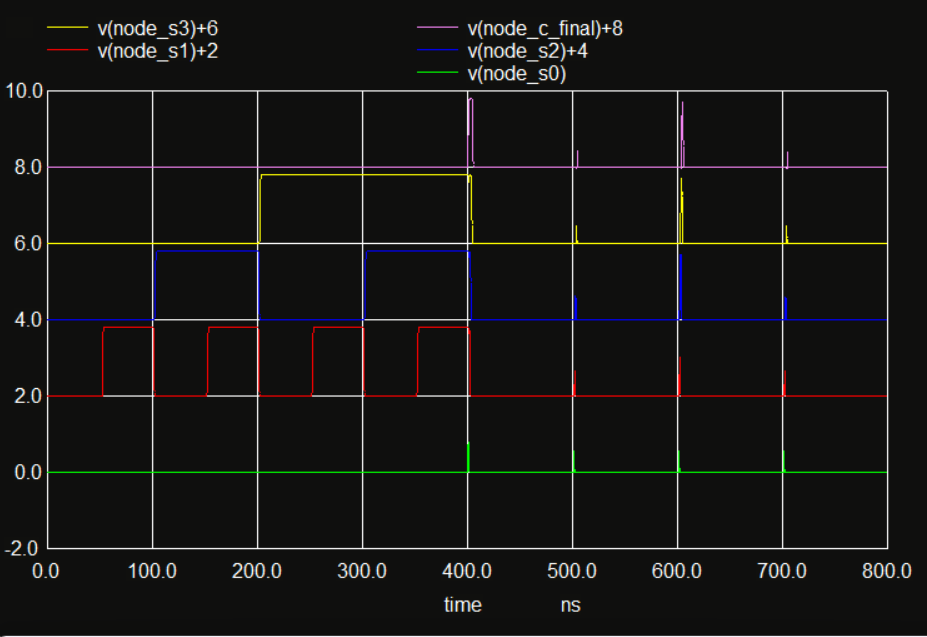 v(node_s3)+6 v(node_c_final)+8
v(node_s1)+2 v(node_s2)+4
v(node_s0)
10.0
8.0
6.0
4.0
2.0
0.0
-2.0
0.0 100.0 200.0 300.0 400.0 500.0 600.0 700.0 800.0
time ns